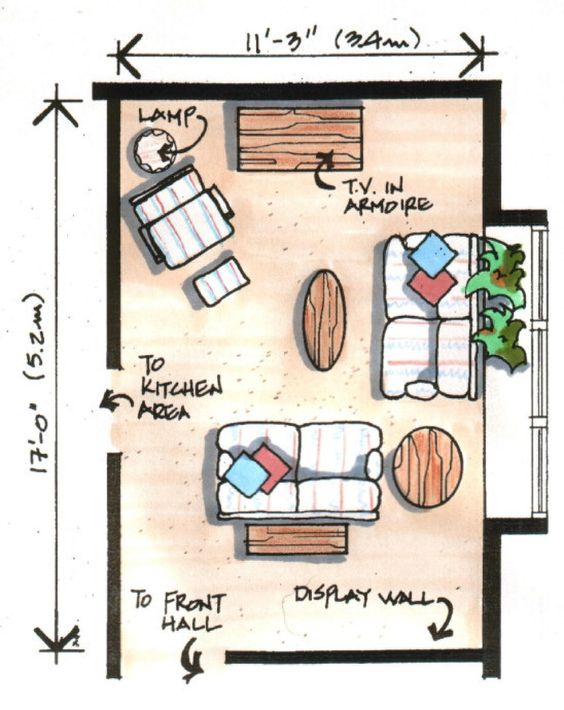 11'-3" (3.4m)
LAMP
T.V. IN
ARMOIRE
17'-0" (5.2m)
TO
KITCHEN
AREA
TO FRONT
HALL
DISPLAY WALL